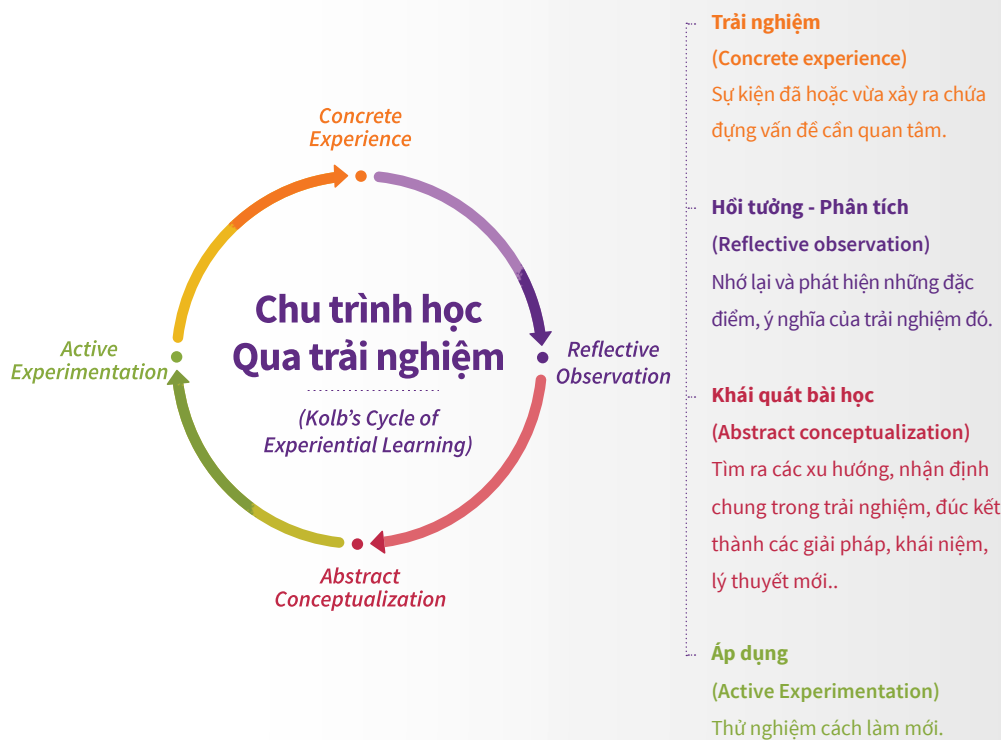 Concrete
Experience
Chu trình học
Qua trải nghiệm
(Kolb’s Cycle of
Experiential Learning)
Active
Experimentation
Reflective
Observation
Abstract
Conceptualization
Trải nghiệm
(Concrete experience)
Sự kiện đã hoặc vừa xảy ra chứa
đựng vấn đề cần quan tâm.
Hồi tưởng - Phân tích
(Reflective observation)
Nhớ lại và phát hiện những đặc
điểm, ý nghĩa của trải nghiệm đó.
Khái quát bài học
(Abstract conceptualization)
Tìm ra các xu hướng, nhận định
chung trong trải nghiệm, đúc kết
thành các giải pháp, khái niệm,
lý thuyết mới..
Áp dụng
(Active Experimentation)
Thử nghiệm cách làm mới.